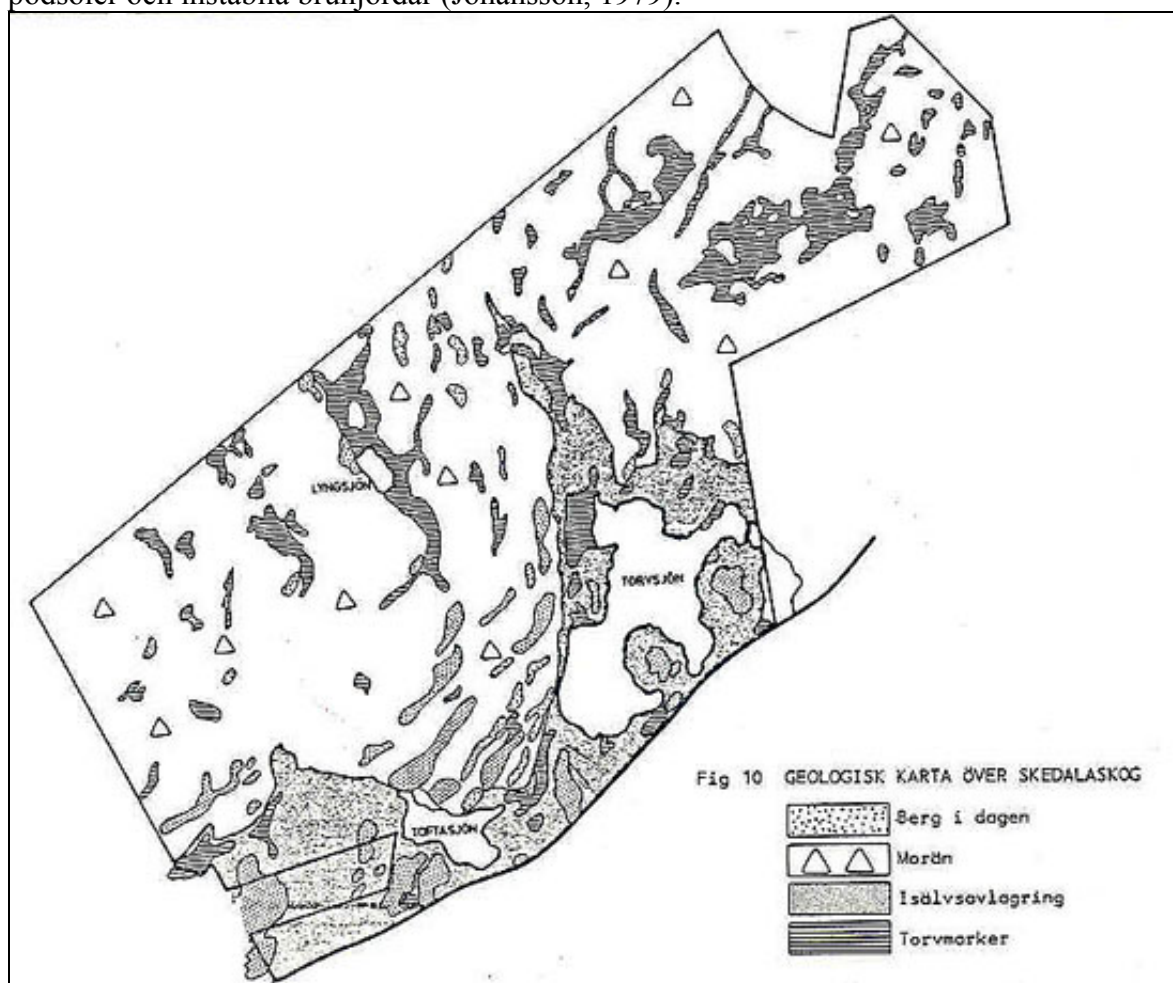 podsoler och instabila brunjordar (Johansson, 1979).
LYNGSJÖN
TORVSJÖN
TOFTASJÖN
Fig 10 GEOLOGISK KARTA ÖVER SKEDALASKOG
Berg i dagen
Morän
Isälvsavlagring
Torvmarker